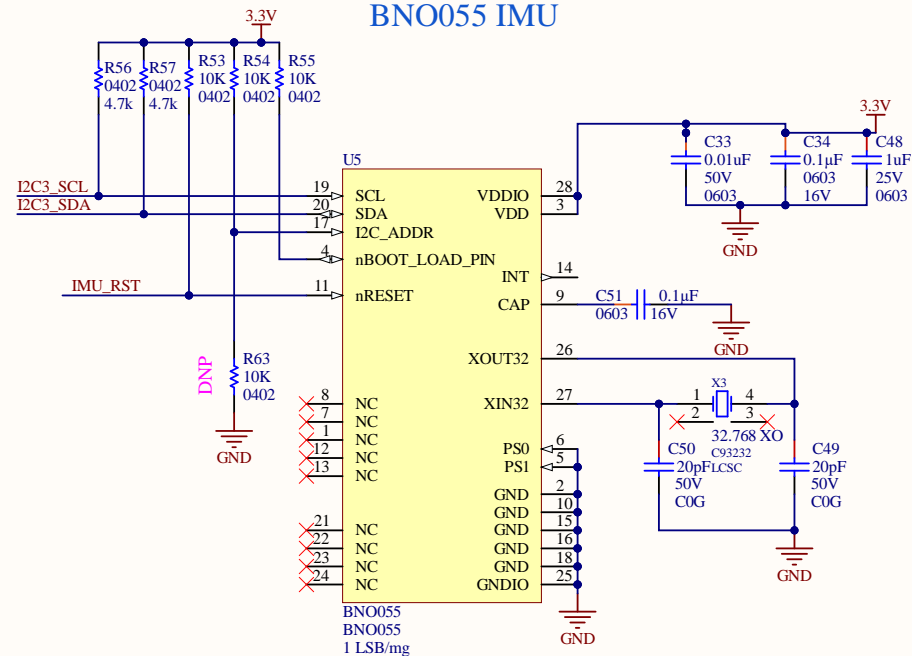 BNO055 IMU
3.3V
R56
0402
4.7k
R57
0402
4.7k
R53
10K
0402
R54
10K
0402
R55
10K
0402
3.3V
C33
0.01uF
50V
0603
C34
0.1µF
0603
16V
C48
1uF
25V
0603
GND
U5
I2C3_SCL
19
SCL
I2C3_SDA
20
SDA
17
I2C_ADDR
4
nBOOT_LOAD_PIN
IMU_RST
11
nRESET
VDDIO
28
VDD
3
INT
14
CAP
9
C51
0603
0.1µF
16V
GND
XOUT32
26
XIN32
27
X3
1
4
2
3
32.768 XO
C93232
LCSC
C50
20pF
50V
C0G
C49
20pF
50V
C0G
GND
DNP
R63
10K
0402
GND
8
NC
7
NC
1
NC
12
NC
13
NC
21
NC
22
NC
23
NC
24
NC
PS0
6
PS1
5
GND
2
GND
10
GND
15
GND
16
GND
18
GNDIO
25
GND
BNO055
BNO055
1 LSB/mg